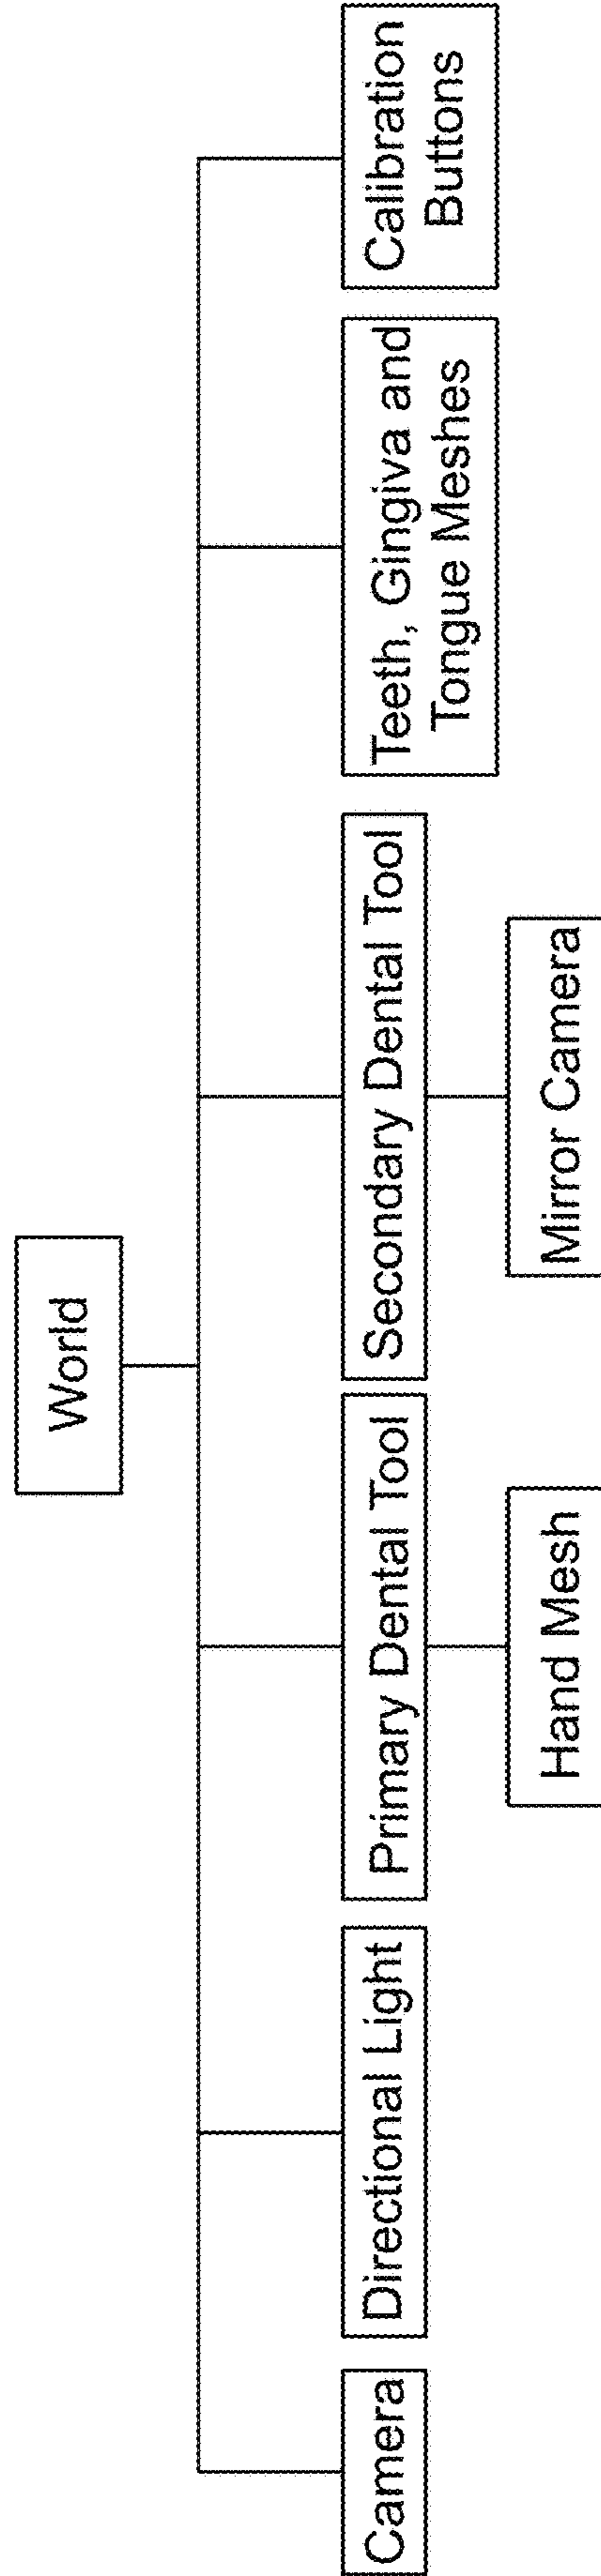 World
Camera
Directional Light
Primary Dental Tool
Secondary Dental Tool
Teeth, Gingiva and
Tongue Meshes
Calibration
Buttons
Hand Mesh
Mirror Camera